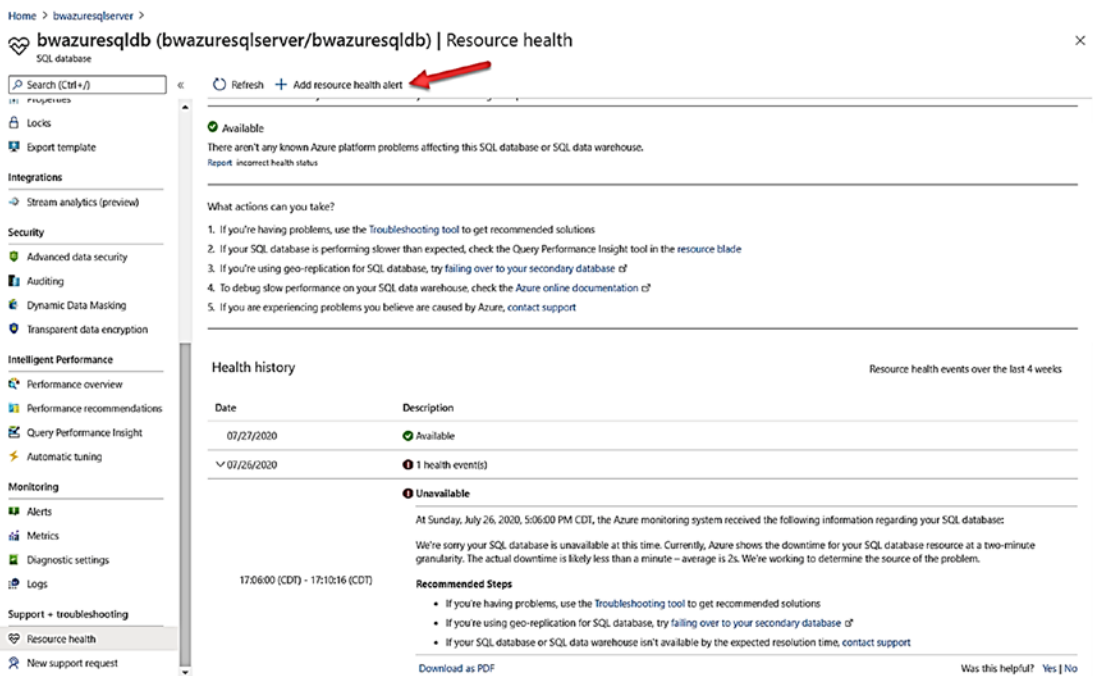 Home > bwazuresqlserver >
bwazuresqldb (bwazuresqlserver/bwazuresqldb) | Resource health
SQL database
Search (Ctrl+/)
«
Refresh
+ Add resource health alert
Properties
Locks
Export template
Integrations
Stream analytics (preview)
Security
Advanced data security
Auditing
Dynamic Data Masking
Transparent data encryption
Intelligent Performance
Performance overview
Performance recommendations
Query Performance Insight
Automatic tuning
Monitoring
Alerts
Metrics
Diagnostic settings
Logs
Support + troubleshooting
Resource health
New support request
Available
There aren't any known Azure platform problems affecting this SQL database or SQL data warehouse.
Report incorrect health status
What actions can you take?
1. If you're having problems, use the Troubleshooting tool to get recommended solutions
2. If your SQL database is performing slower than expected, check the Query Performance Insight tool in the resource blade
3. If you're using geo-replication for SQL database, try failing over to your secondary database
4. To debug slow performance on your SQL data warehouse, check the Azure online documentation
5. If you are experiencing problems you believe are caused by Azure, contact support
Health history
Resource health events over the last 4 weeks
Date Description
07/27/2020 Available
07/26/2020 1 health event(s)
Unavailable
At Sunday, July 26, 2020, 5:06:00 PM CDT, the Azure monitoring system received the following information regarding your SQL database:
We're sorry your SQL database is unavailable at this time. Currently, Azure shows the downtime for your SQL database resource at a two-minute
granularity. The actual downtime is likely less than a minute – average is 2s. We're working to determine the source of the problem.
17:06:00 (CDT) - 17:10:16 (CDT)
Recommended Steps
• If you're having problems, use the Troubleshooting tool to get recommended solutions
• If you're using geo-replication for SQL database, try failing over to your secondary database
• If your SQL database or SQL data warehouse isn't available by the expected resolution time, contact support
Download as PDF
Was this helpful? Yes | No